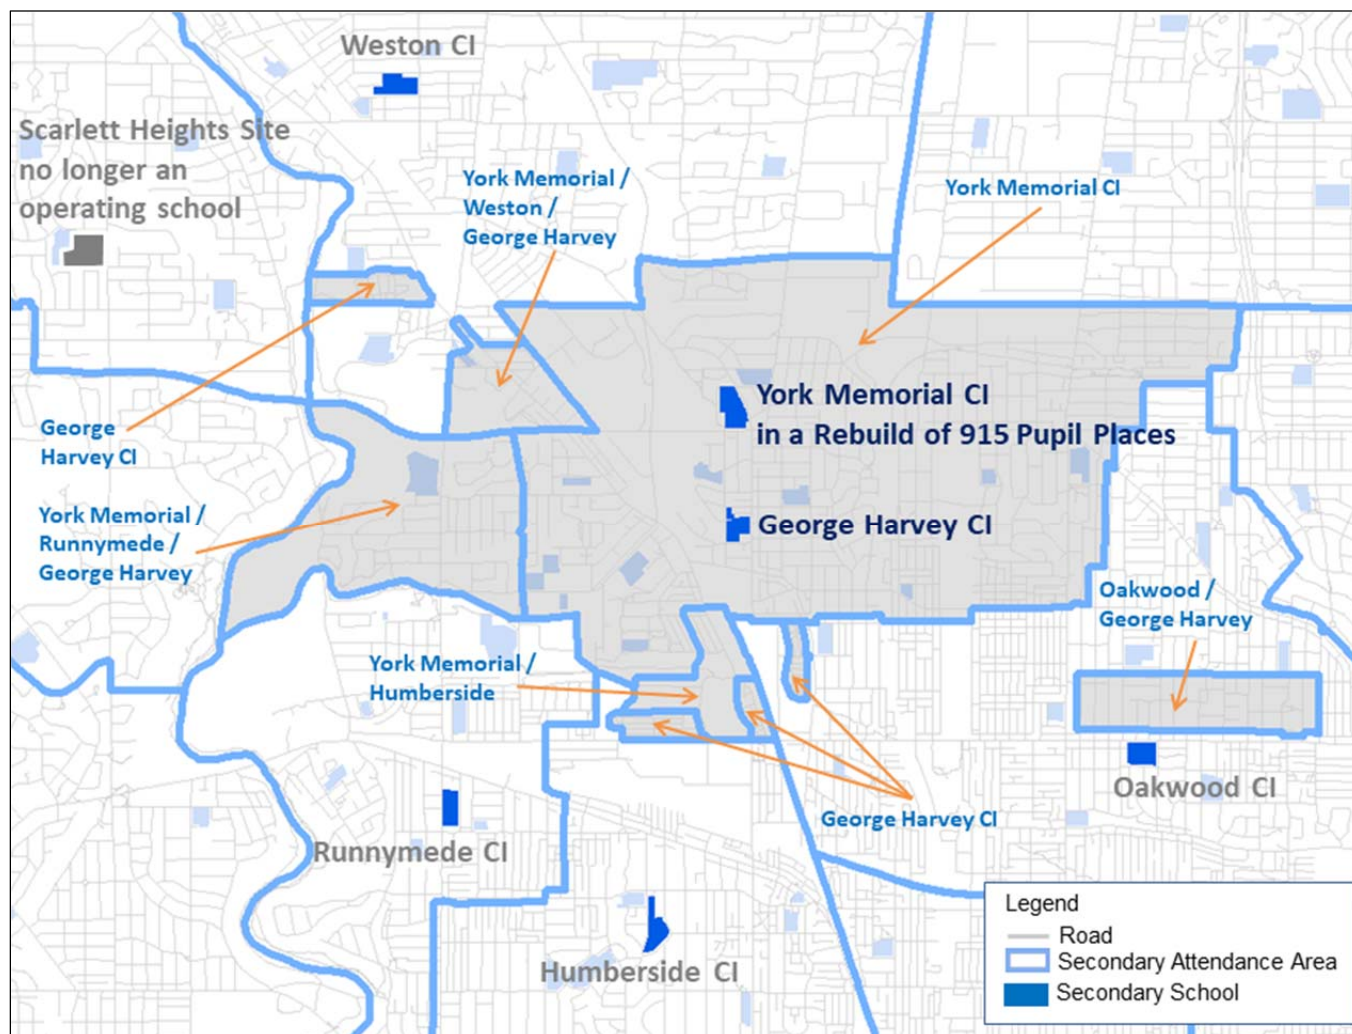 Weston CI
Scarlett Heights Site
no longer an
operating school
York Memorial /
Weston /
George Harvey
York Memorial CI
York Memorial CI
in a Rebuild of 915 Pupil Places
George
Harvey CI
York Memorial /
Runnymede /
George Harvey
George Harvey CI
Oakwood /
George Harvey
York Memorial /
Humberside
Oakwood CI
George Harvey CI
Runnymede CI
Humberside CI
Legend
Road
Secondary Attendance Area
Secondary School